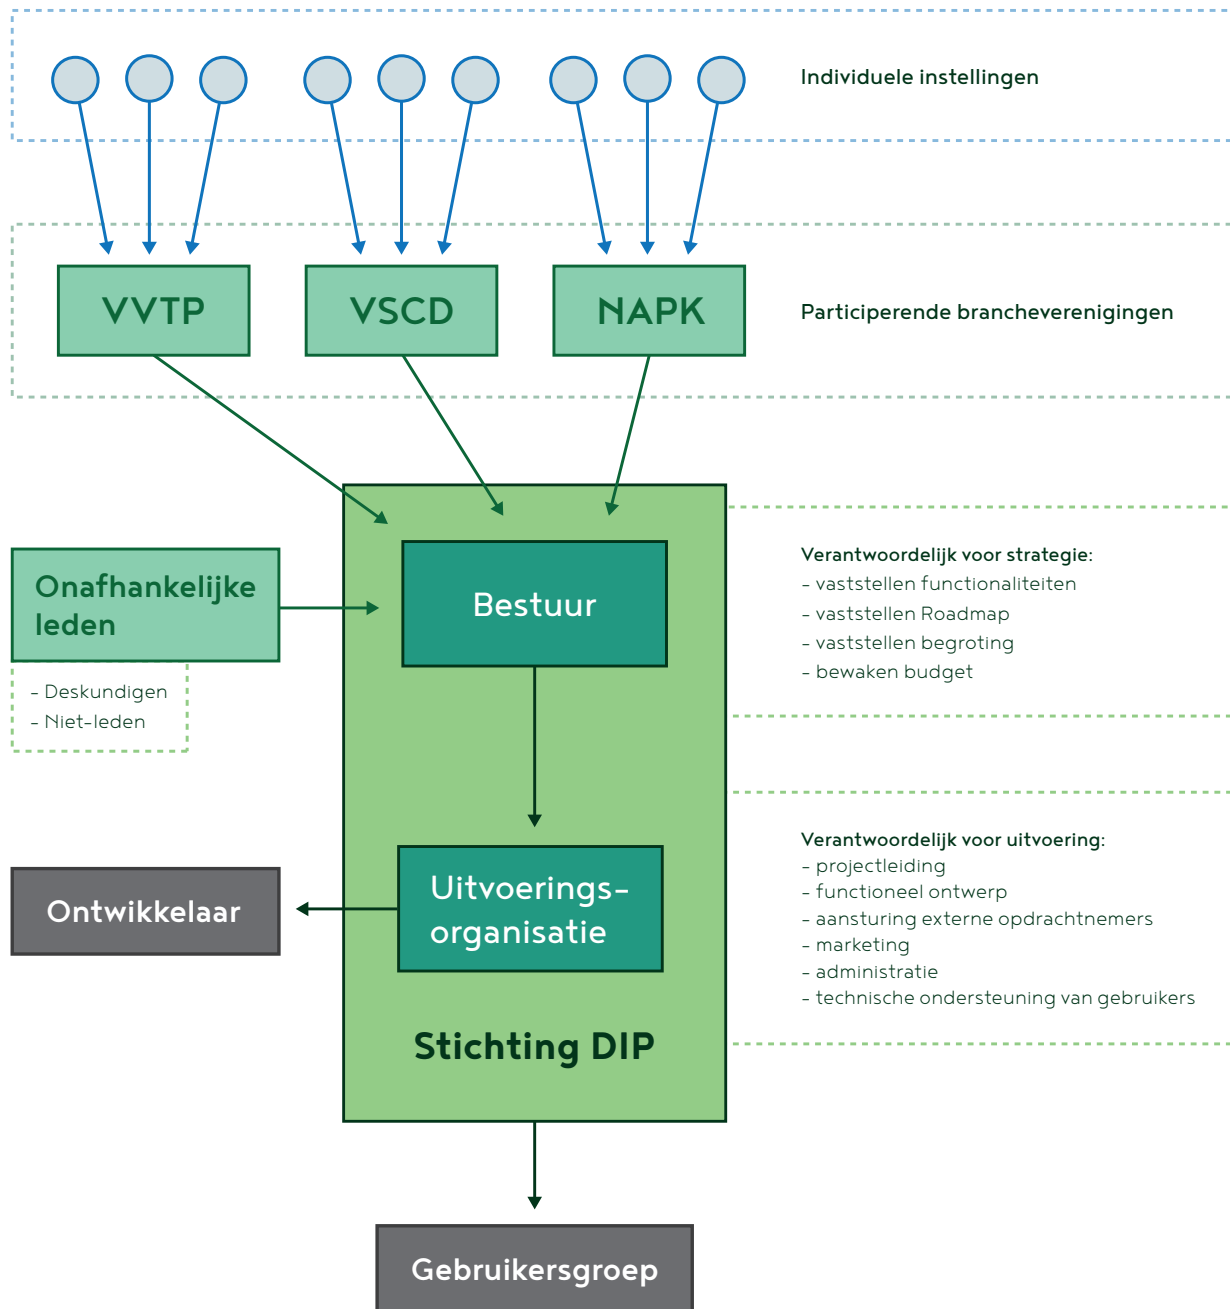 Individuele instellingen
VVTP
VSCD
NAPK
Participerende brancheverenigingen
Onafhankelijke
leden
- Deskundigen
- Niet-leden
Bestuur
Verantwoordelijk voor strategie:
- vaststellen functionaliteiten
- vaststellen Roadmap
- vaststellen begroting
- bewaken budget
Ontwikkelaar
Uitvoerings-
organisatie
Verantwoordelijk voor uitvoering:
- projectleiding
- functioneel ontwerp
- aansturing externe opdrachtnemers
- marketing
- administratie
- technische ondersteuning van gebruikers
Stichting DIP
Gebruikersgroep